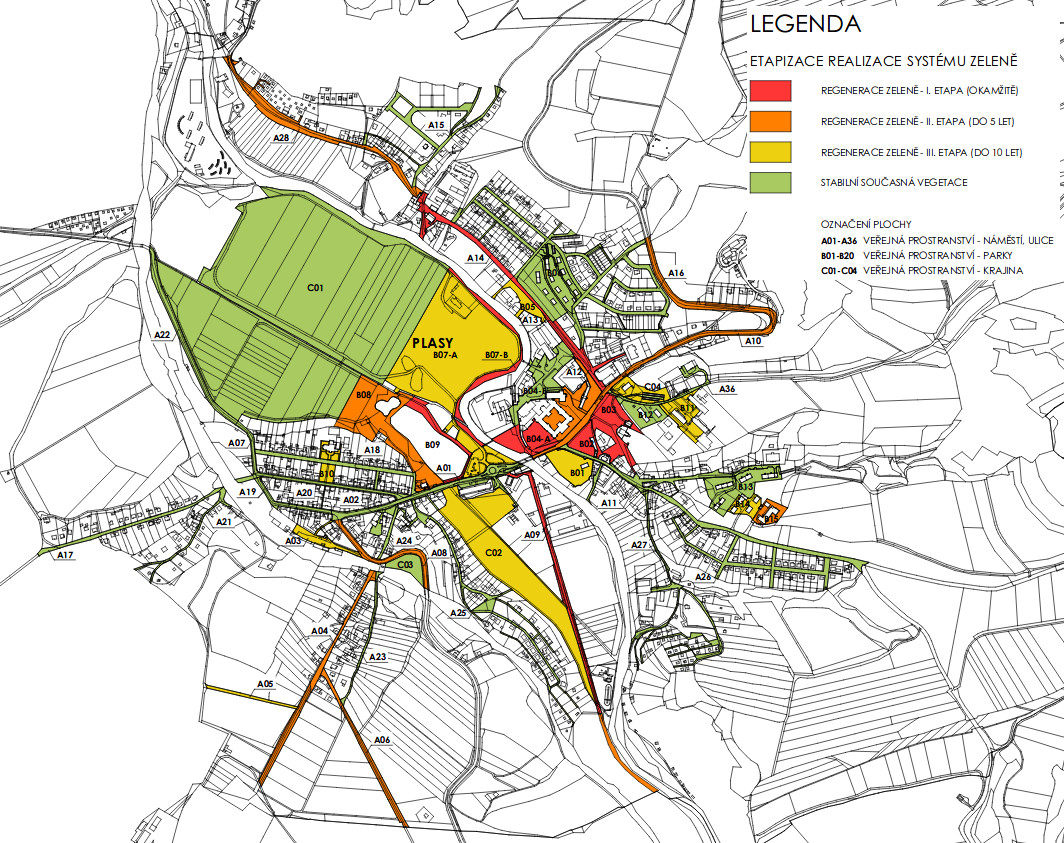 LEGENDA
ETAPIZACE REALIZACE SYSTÉMU ZELENĚ
REGENERACE ZELENĚ - I. ETAPA (OKAMŽITĚ)
REGENERACE ZELENĚ - II. ETAPA (DO 5 LET)
REGENERACE ZELENĚ - III. ETAPA (DO 10 LET)
STABILNÍ SOUČASNÁ VEGETACE
OZNAČENÍ PLOCHY
A01-A36 VEŘEJNÁ PROSTRANSTVÍ - NÁMĚSTÍ, ULICE
B01-B20 VEŘEJNÁ PROSTRANSTVÍ - PARKY
C01-C04 VEŘEJNÁ PROSTRANSTVÍ - KRAJINA
A15
A28
A14
A16
C01
B05
A13
A22
PLASY
B07-A
B07-B
A10
A12
C04
A36
B08
B03
B12
B11
B04-A
B02
B09
A07
A18
A01
B01
B10
B13
A19
A20
A02
A11
B15
A21
A03
A24
A09
A17
C03
A08
C02
A27
A26
A25
A04
A23
A05
A06